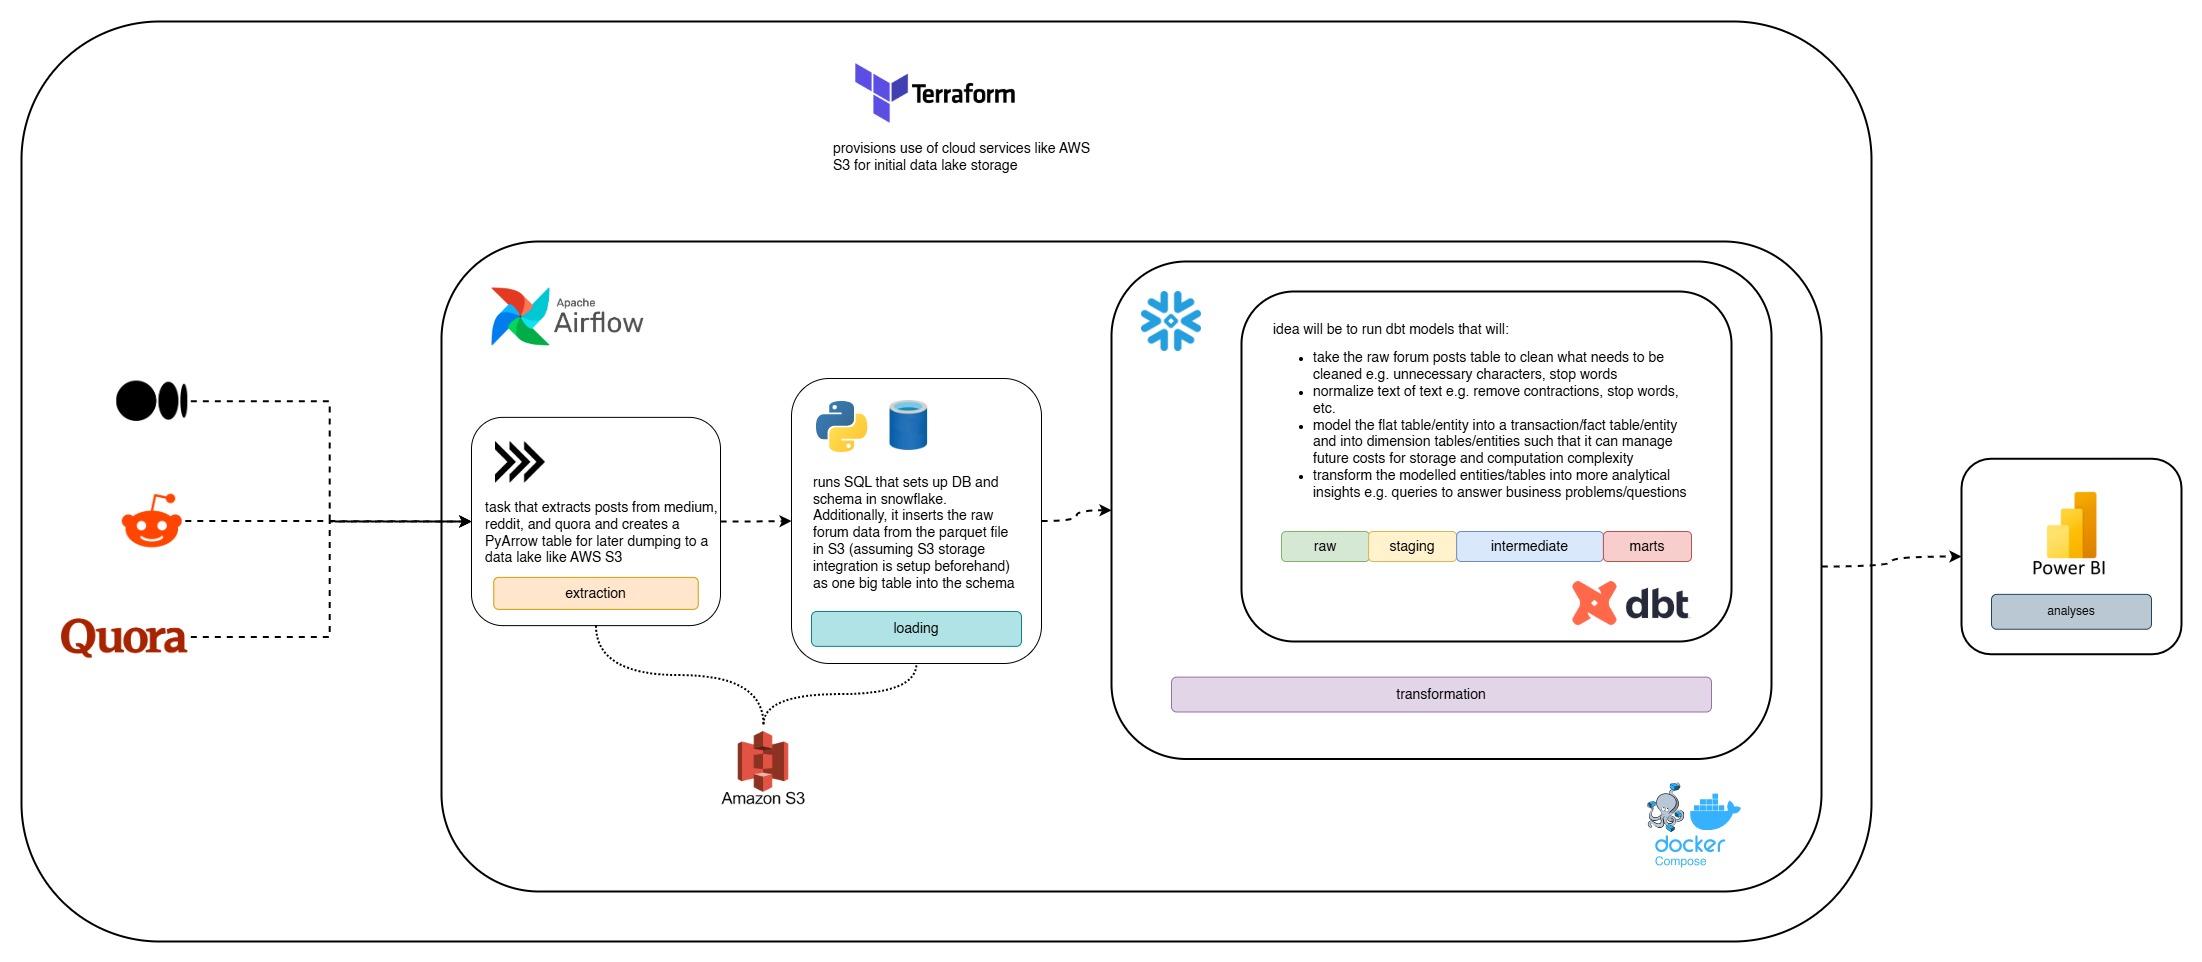 Terraform
provisions use of cloud services like AWS
S3 for initial data lake storage
Apache
Airflow
Quora
task that extracts posts from medium,
reddit, and quora and creates a
PyArrow table for later dumping to a
data lake like AWS S3
extraction
runs SQL that sets up DB and
schema in snowflake.
Additionally, it inserts the raw
forum data from the parquet file
in S3 (assuming S3 storage
integration is setup beforehand)
as one big table into the schema
loading
Amazon S3
idea will be to run dbt models that will:
• take the raw forum posts table to clean what needs to be
cleaned e.g. unnecessary characters, stop words
• normalize text of text e.g. remove contractions, stop words,
etc.
• model the flat table/entity into a transaction/fact table/entity
and into dimension tables/entities such that it can manage
future costs for storage and computation complexity
• transform the modelled entities/tables into more analytical
insights e.g. queries to answer business problems/questions
raw staging intermediate marts
dbt
transformation
docker
Compose
Power BI
analyses